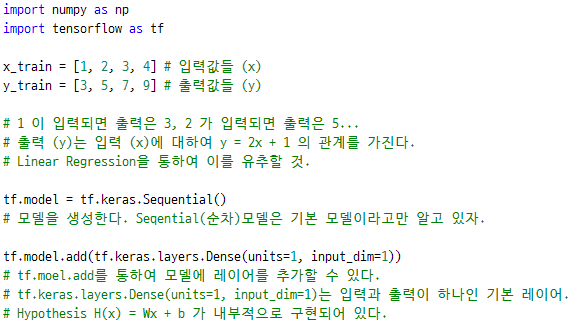 import numpy as np
import tensorflow as tf
x_train = [1, 2, 3, 4] # 입력값들 (x)
y_train = [3, 5, 7, 9] # 출력값들 (y)
# 1 이 입력되면 출력은 3, 2 가 입력되면 출력은 5...
# 출력 (y)는 입력 (x)에 대하여 y = 2x + 1 의 관계를 가진다.
# Linear Regression을 통하여 이를 유추할 것.
tf.model = tf.keras.Sequential()
# 모델을 생성한다. Seqential(순차)모델은 기본 모델이라고만 알고 있자.
tf.model.add(tf.keras.layers.Dense(units=1, input_dim=1))
# tf.moel.add를 통하여 모델에 레이어를 추가할 수 있다.
# tf.keras.layers.Dense(units=1, input_dim=1)는 입력과 출력이 하나인 기본 레이어.
# Hypothesis H(x) = Wx + b 가 내부적으로 구현되어 있다.